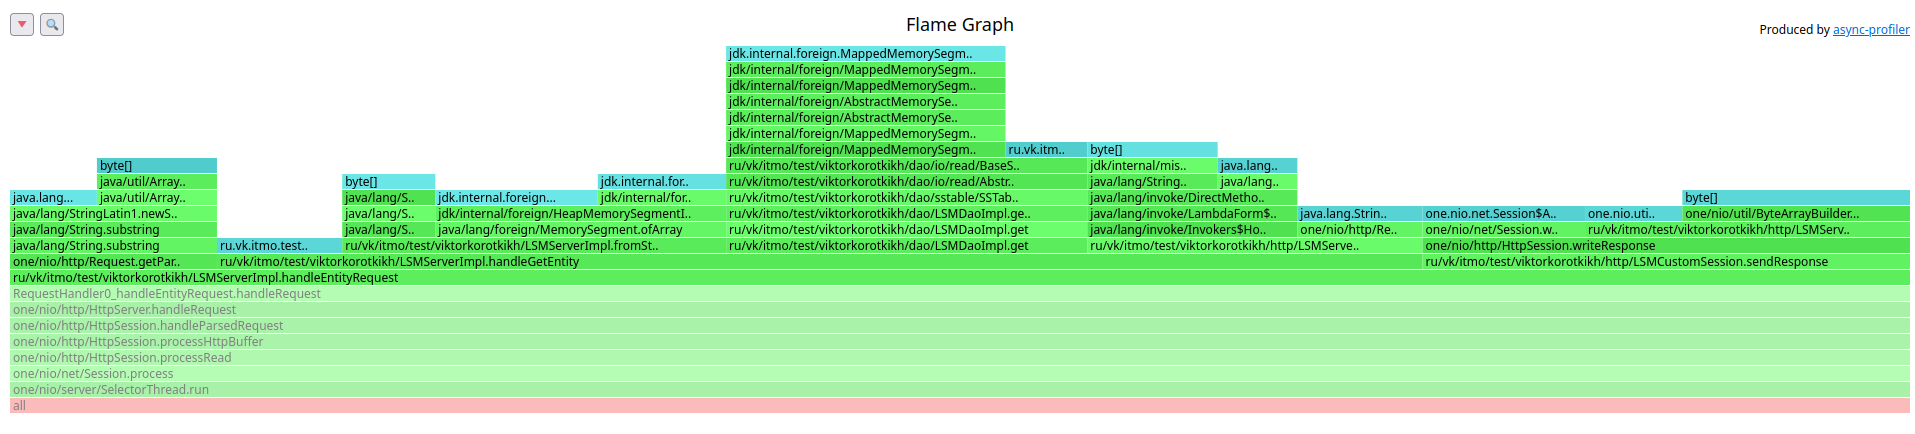 Flame Graph
Produced by async-profiler
jdk.internal.foreign.MappedMemorySegm..
jdk/internal/foreign/MappedMemorySegm..
jdk/internal/foreign/MappedMemorySegm..
jdk/internal/foreign/AbstractMemorySe..
jdk/internal/foreign/AbstractMemorySe..
jdk/internal/foreign/MappedMemorySegm..
jdk/internal/foreign/MappedMemorySegm.. ru.vk.itm.. byte[]
byte[] ru/vk/itmo/test/viktorkorotkikh/dao/io/read/BaseS.. jdk/internal/mis.. java.lang..
java/util/Array.. byte[] jdk.internal.for.. ru/vk/itmo/test/viktorkorotkikh/dao/io/read/Abstr.. java/lang/String.. java/lang..
java.lang... java/util/Array.. java/lang/S.. jdk.internal.foreign... jdk/internal/for.. ru/vk/itmo/test/viktorkorotkikh/dao/sstable/SSTab.. java/lang/invoke/DirectMetho.. byte[]
java/lang/StringLatin1.newS.. java/lang/S.. jdk/internal/foreign/HeapMemorySegmentI.. ru/vk/itmo/test/viktorkorotkikh/dao/LSMDaoImpl.ge.. java/lang/invoke/LambdaForm$.. java.lang.Strin.. one.nio.net.Session$A.. one.nio.uti.. one/nio/util/ByteArrayBuilder...
java/lang/String.substring java/lang/S.. java/lang/foreign/MemorySegment.ofArray ru/vk/itmo/test/viktorkorotkikh/dao/LSMDaoImpl.get java/lang/invoke/Invokers$Ho.. one/nio/http/Re.. one/nio/net/Session.w.. ru/vk/itmo/test/viktorkorotkikh/http/LSMServ..
java/lang/String.substring ru.vk.itmo.test.. ru/vk/itmo/test/viktorkorotkikh/LSMServerImpl.fromSt.. ru/vk/itmo/test/viktorkorotkikh/dao/LSMDaoImpl.get ru/vk/itmo/test/viktorkorotkikh/http/LSMServe.. one/nio/http/HttpSession.writeResponse
one/nio/http/Request.getPar.. ru/vk/itmo/test/viktorkorotkikh/LSMServerImpl.handleGetEntity ru/vk/itmo/test/viktorkorotkikh/http/LSMCustomSession.sendResponse
ru/vk/itmo/test/viktorkorotkikh/LSMServerImpl.handleEntityRequest
RequestHandler0_handleEntityRequest.handleRequest
one/nio/http/HttpServer.handleRequest
one/nio/http/HttpSession.handleParsedRequest
one/nio/http/HttpSession.processHttpBuffer
one/nio/http/HttpSession.processRead
one/nio/net/Session.process
one/nio/server/SelectorThread.run
all